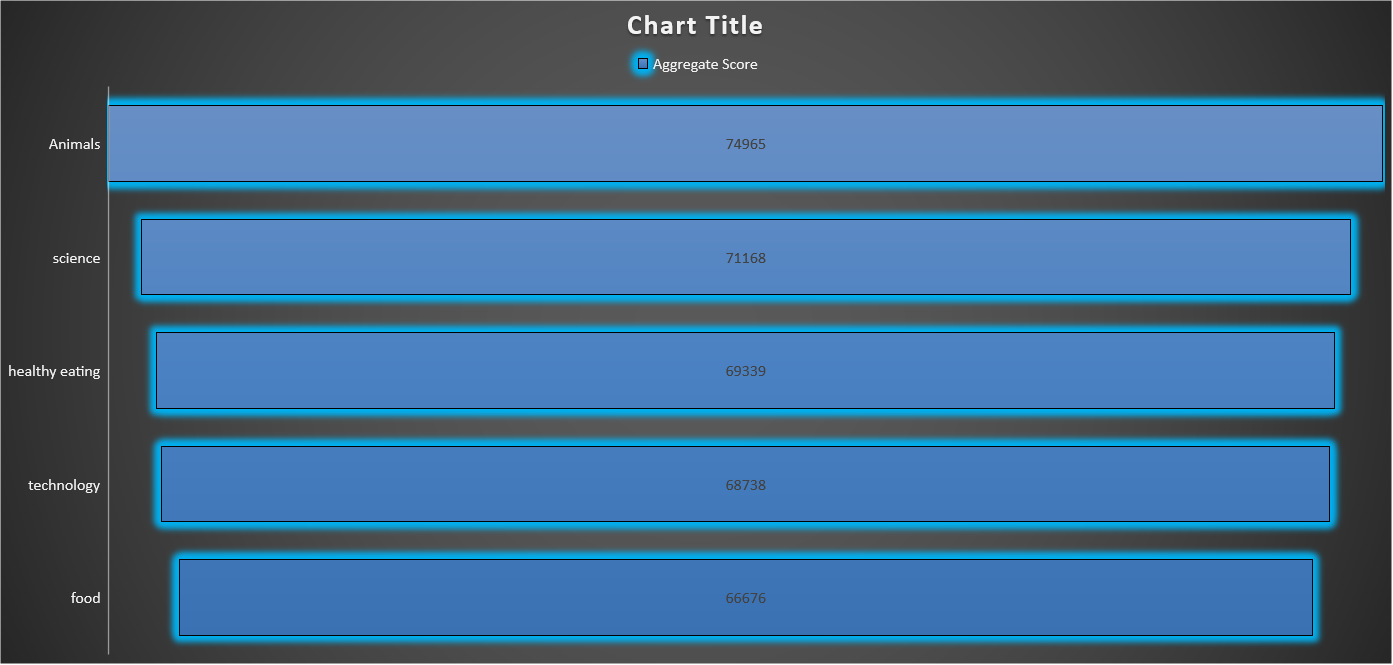 Chart Title
Aggregate Score
Animals 74965
science 71168
healthy eating 69339
technology 68738
food 66676